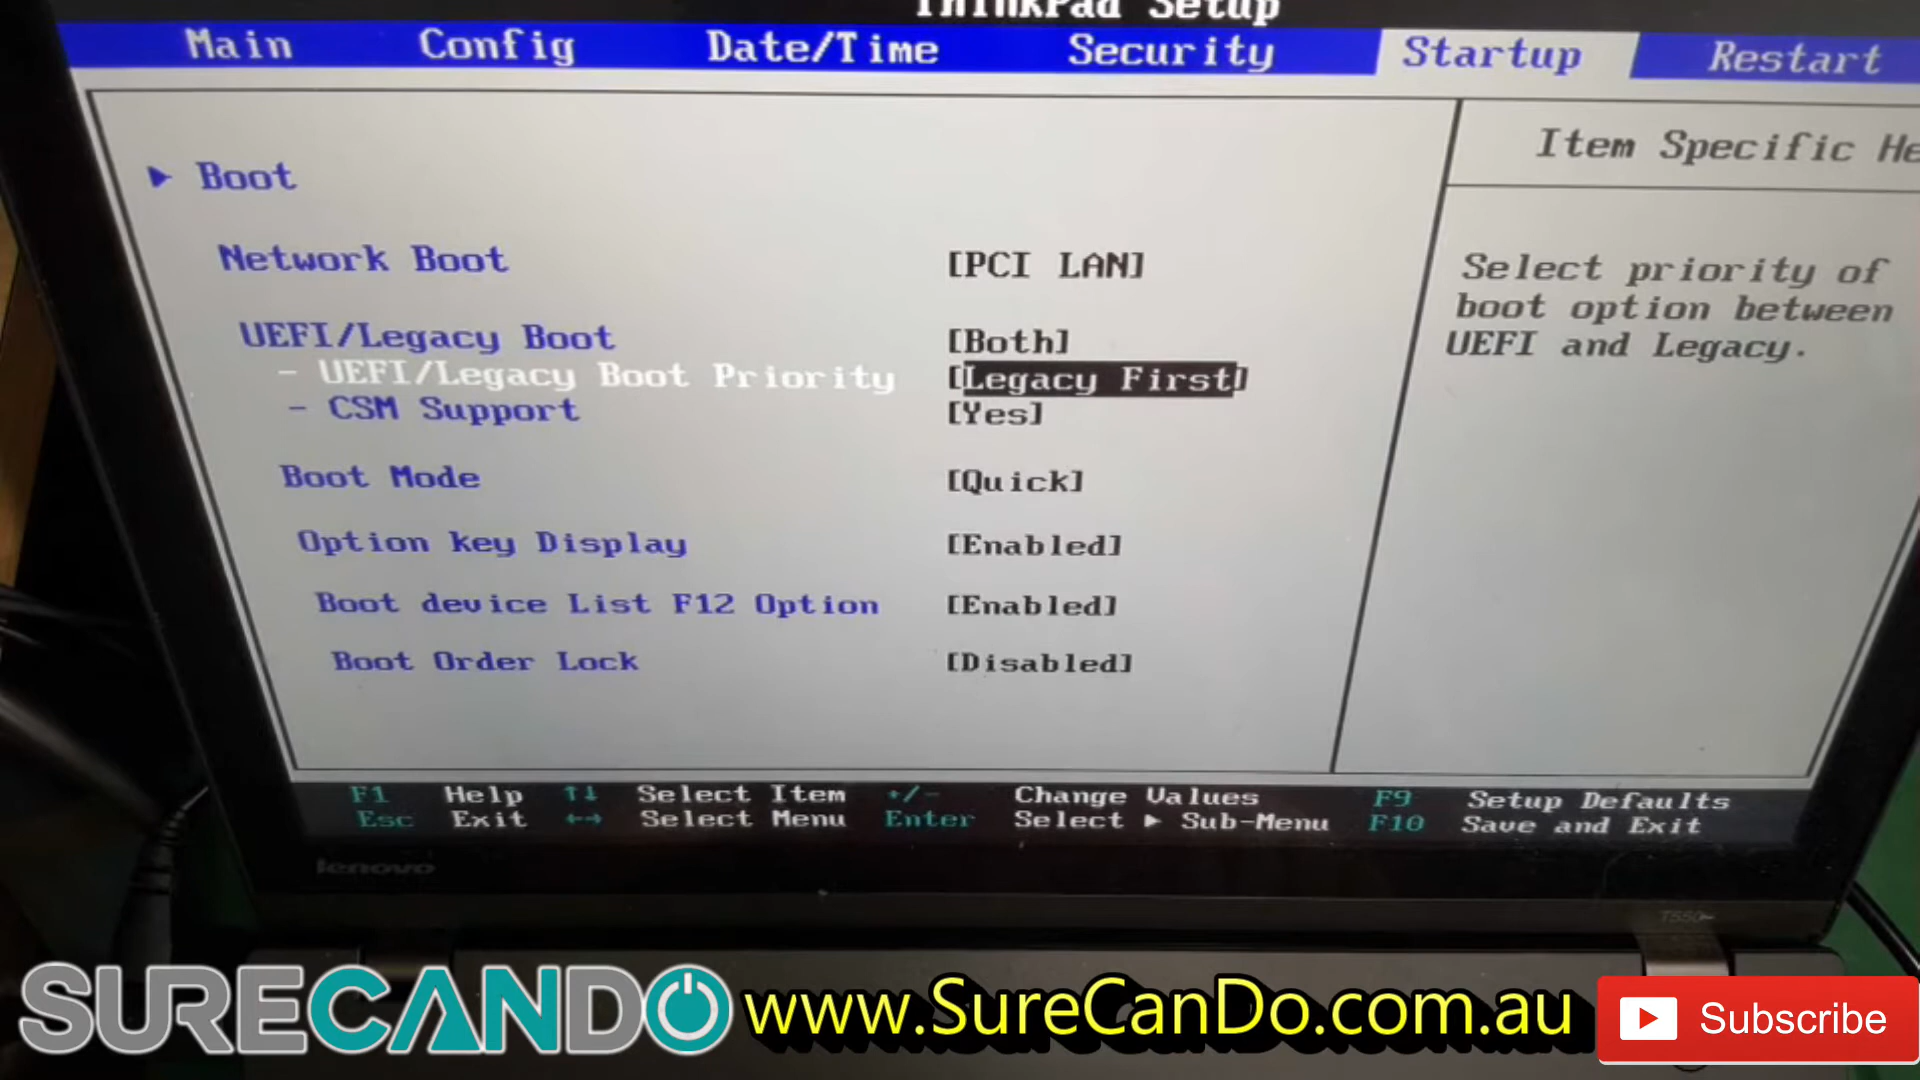 ThinkPad Setup
Main Config Date/Time Security Startup Restart
Item Specific He
Boot
Network Boot [PCI LAN]
UEFI/Legacy Boot [Both]
- UEFI/Legacy Boot Priority [Legacy First]
- CSM Support [Yes]
Boot Mode [Quick]
Option key Display [Enabled]
Boot device List F12 Option [Enabled]
Boot Order Lock [Disabled]
Select priority of
boot option between
UEFI and Legacy.
F1 Help ↑↓ Select Item +/- Change Values F9 Setup Defaults
Esc Exit ←→ Select Menu Enter Select ▶ Sub-Menu F10 Save and Exit
lenovo
T550
SURECANDO www.SureCanDo.com.au Subscribe